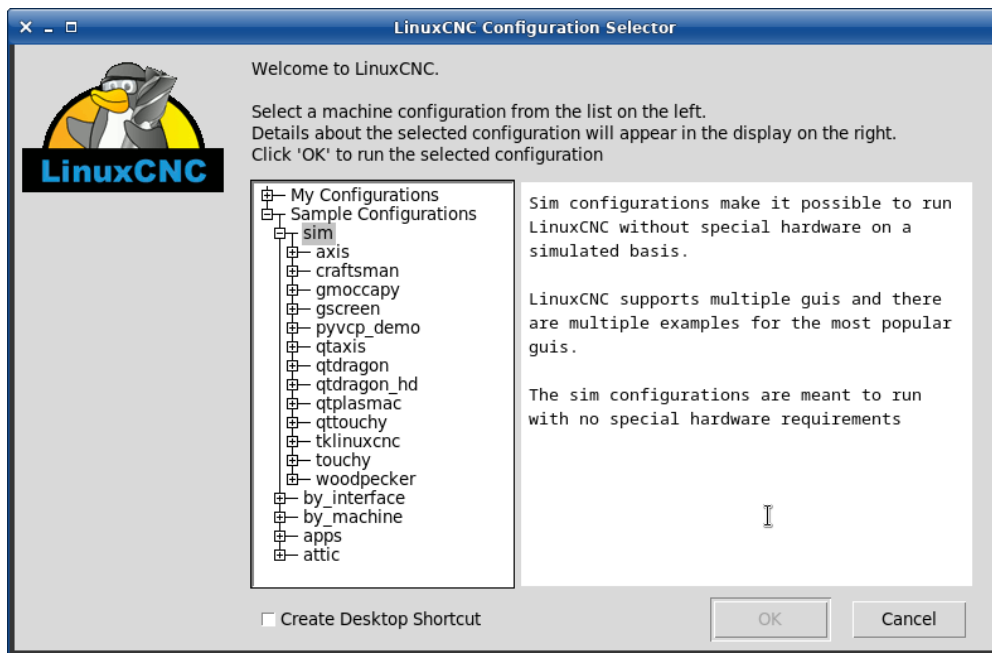 LinuxCNC Configuration Selector
LinuxCNC
Welcome to LinuxCNC.
Select a machine configuration from the list on the left.
Details about the selected configuration will appear in the display on the right.
Click 'OK' to run the selected configuration
My Configurations
Sample Configurations
sim
axis
craftsman
gmoccapy
gscreen
pyvcp_demo
qtaxis
qtdragon
qtdragon_hd
qtplasmac
qttouchy
tklinuxcnc
touchy
woodpecker
by_interface
by_machine
apps
attic
Sim configurations make it possible to run
LinuxCNC without special hardware on a
simulated basis.
LinuxCNC supports multiple guis and there
are multiple examples for the most popular
guis.
The sim configurations are meant to run
with no special hardware requirements
Create Desktop Shortcut
OK
Cancel